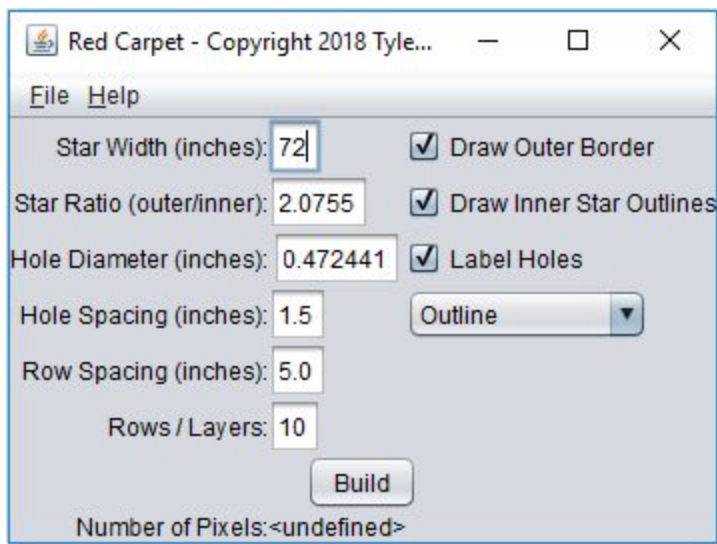 Red Carpet - Copyright 2018 Tyle...
File Help
Star Width (inches): 72 Draw Outer Border
Star Ratio (outer/inner): 2.0755 Draw Inner Star Outlines
Hole Diameter (inches): 0.472441 Label Holes
Hole Spacing (inches): 1.5 Outline
Row Spacing (inches): 5.0
Rows / Layers: 10
Build
Number of Pixels:<undefined>